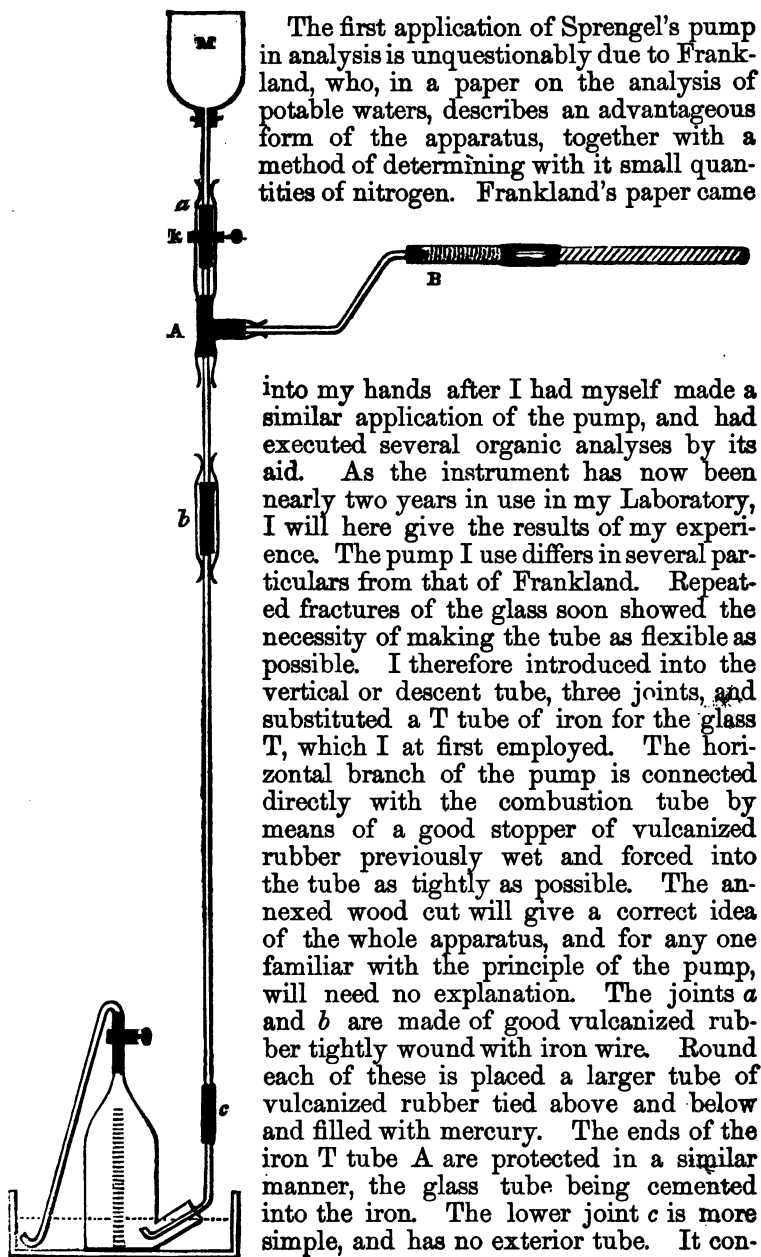 M
The first application of Sprengel's pump
in analysis is unquestionably due to Frank-
land, who, in a paper on the analysis of
potable waters, describes an advantageous
form of the apparatus, together with a
method of determining with it small quan-
tities of nitrogen. Frankland's paper came
a
k
B
A
into my hands after I had myself made a
similar application of the pump, and had
executed several organic analyses by its
aid. As the instrument has now been
nearly two years in use in my Laboratory,
I will here give the results of my experi-
ence. The pump I use differs in several par-
ticulars from that of Frankland. Repeat-
ed fractures of the glass soon showed the
necessity of making the tube as flexible as
possible. I therefore introduced into the
vertical or descent tube, three joints, and
substituted a T tube of iron for the glass
T, which I at first employed. The hori-
zontal branch of the pump is connected
directly with the combustion tube by
means of a good stopper of vulcanized
rubber previously wet and forced into
the tube as tightly as possible. The an-
nexed wood cut will give a correct idea
of the whole apparatus, and for any one
familiar with the principle of the pump,
will need no explanation. The joints a
and b are made of good vulcanized rub-
ber tightly wound with iron wire. Round
each of these is placed a larger tube of
vulcanized rubber tied above and below
and filled with mercury. The ends of the
iron T tube A are protected in a similar
manner, the glass tube being cemented
into the iron. The lower joint c is more
simple, and has no exterior tube. It con-
b
c